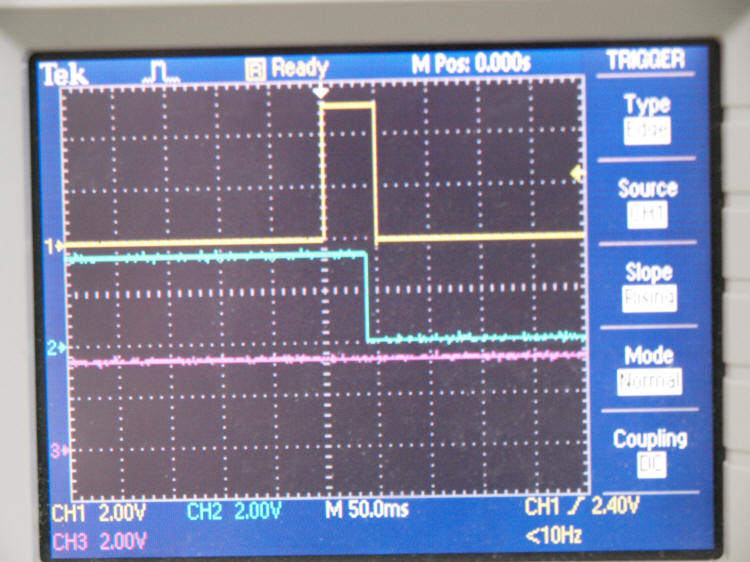 Tek R Ready M Pos: 0.000s TRIGGER
Type
Edge
Source
CH1
Slope
Rising
Mode
Normal
Coupling
DC
1
2
3
CH1 2.00V CH2 2.00V M 50.0ms CH1 2.40V
CH3 2.00V <10Hz